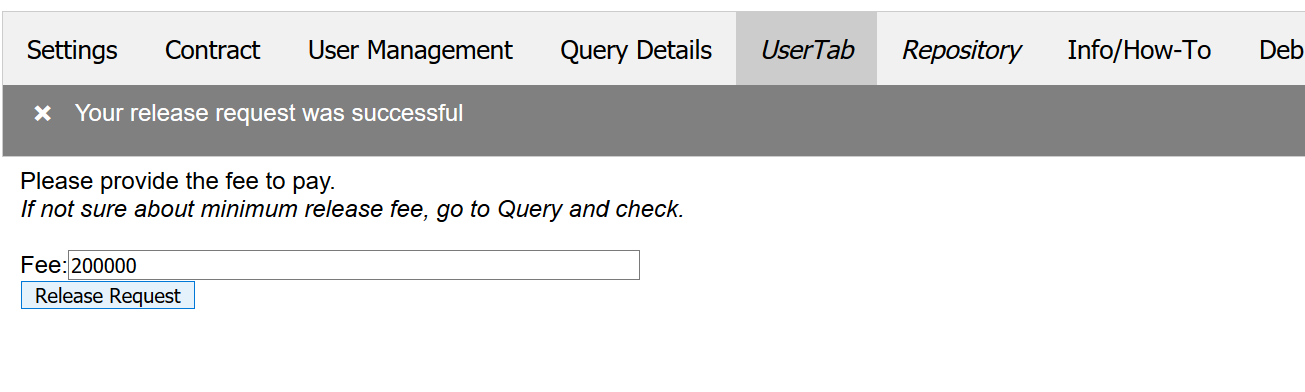 Settings Contract User Management Query Details UserTab Repository Info/How-To Deb
× Your release request was successful
Please provide the fee to pay.
If not sure about minimum release fee, go to Query and check.
Fee:200000
Release Request